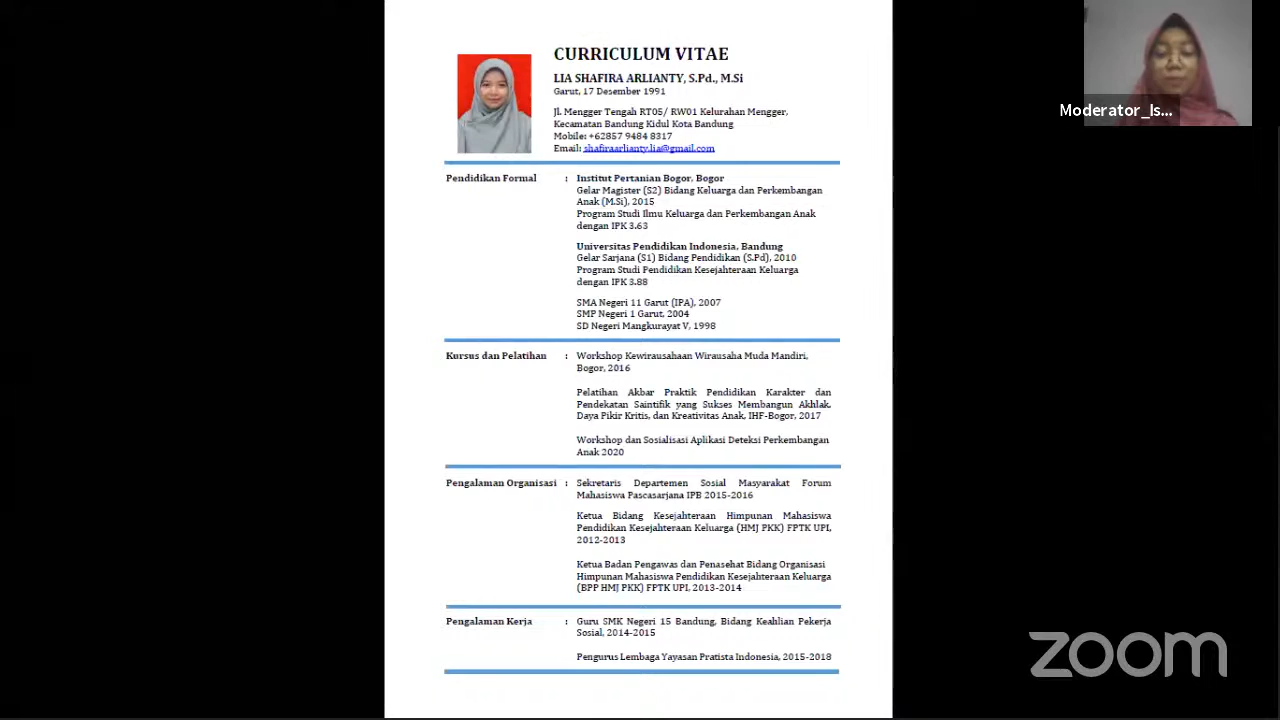 CURRICULUM VITAE
LIA SHAFIRA ARLIANTY, S.Pd., M.Si
Garut, 17 Desember 1991
Jl. Mengger Tengah RT05/ RW01 Kelurahan Mengger,
Kecamatan Bandung Kidul Kota Bandung
Mobile: +62857 9484 8317
Email: shafiraarlianty.lia@gmail.com
Moderator_Is...
Pendidikan Formal : Institut Pertanian Bogor, Bogor
Gelar Magister (S2) Bidang Keluarga dan Perkembangan
Anak (M.Si), 2015
Program Studi Ilmu Keluarga dan Perkembangan Anak
dengan IPK 3.63
Universitas Pendidikan Indonesia, Bandung
Gelar Sarjana (S1) Bidang Pendidikan (S.Pd), 2010
Program Studi Pendidikan Kesejahteraan Keluarga
dengan IPK 3.88
SMA Negeri 11 Garut (IPA), 2007
SMP Negeri 1 Garut, 2004
SD Negeri Mangkurayat V, 1998
Kursus dan Pelatihan : Workshop Kewirausahaan Wirausaha Muda Mandiri,
Bogor, 2016
Pelatihan Akbar Praktik Pendidikan Karakter dan
Pendekatan Saintifik yang Sukses Membangun Akhlak,
Daya Pikir Kritis, dan Kreativitas Anak, IHF-Bogor, 2017
Workshop dan Sosialisasi Aplikasi Deteksi Perkembangan
Anak 2020
Pengalaman Organisasi : Sekretaris Departemen Sosial Masyarakat Forum
Mahasiswa Pascasarjana IPB 2015-2016
Ketua Bidang Kesejahteraan Himpunan Mahasiswa
Pendidikan Kesejahteraan Keluarga (HMJ PKK) FPTK UPI,
2012-2013
Ketua Badan Pengawas dan Penasehat Bidang Organisasi
Himpunan Mahasiswa Pendidikan Kesejahteraan Keluarga
(BPP HMJ PKK) FPTK UPI, 2013-2014
Pengalaman Kerja : Guru SMK Negeri 15 Bandung, Bidang Keahlian Pekerja
Sosial, 2014-2015
Pengurus Lembaga Yayasan Pratista Indonesia, 2015-2018
zoom